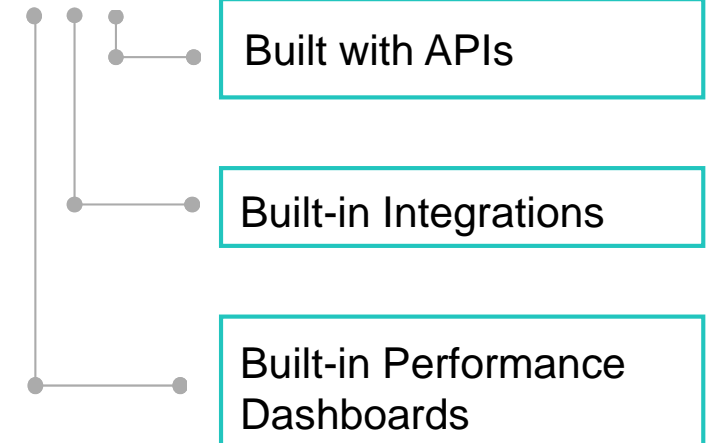 Built with APIs
Built-in Integrations
Built-in Performance
Dashboards